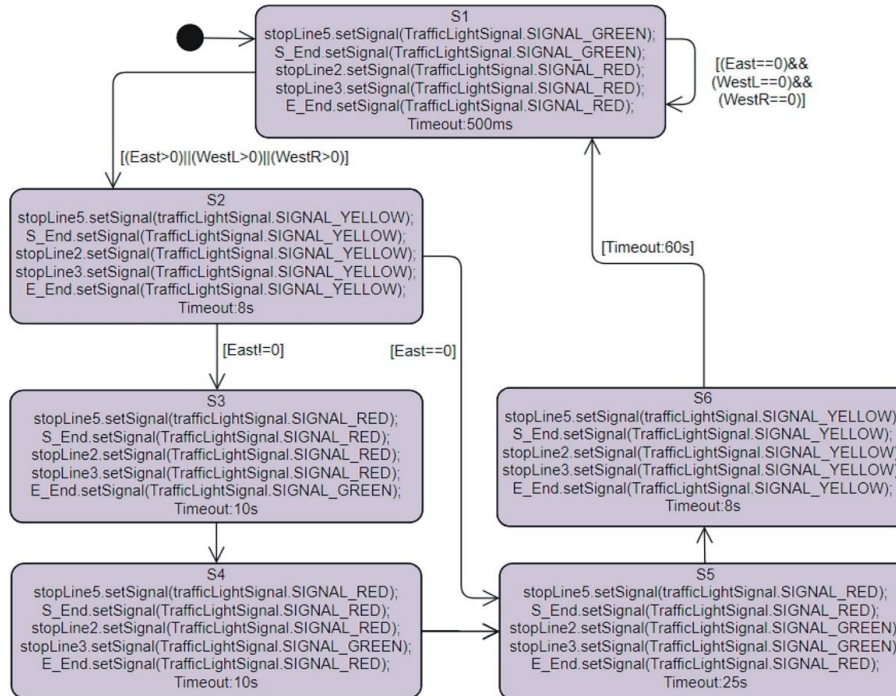 S1
stopLine5.setSignal(TrafficLightSignal.SIGNAL_GREEN);
S_End.setSignal(TrafficLightSignal.SIGNAL_GREEN);
stopLine2.setSignal(TrafficLightSignal.SIGNAL_RED);
stopLine3.setSignal(TrafficLightSignal.SIGNAL_RED);
E_End.setSignal(TrafficLightSignal.SIGNAL_RED);
Timeout:500ms
[(East==0)&&
(WestL==0)&&
(WestR==0)]
[(East>0)||(WestL>0)||(WestR>0)]
S2
stopLine5.setSignal(trafficLightSignal.SIGNAL_YELLOW);
S_End.setSignal(TrafficLightSignal.SIGNAL_YELLOW);
stopLine2.setSignal(TrafficLightSignal.SIGNAL_YELLOW);
stopLine3.setSignal(TrafficLightSignal.SIGNAL_YELLOW);
E_End.setSignal(TrafficLightSignal.SIGNAL_YELLOW);
Timeout:8s
[Timeout:60s]
[East!=0]
[East==0]
S3
stopLine5.setSignal(trafficLightSignal.SIGNAL_RED);
S_End.setSignal(TrafficLightSignal.SIGNAL_RED);
stopLine2.setSignal(TrafficLightSignal.SIGNAL_RED);
stopLine3.setSignal(TrafficLightSignal.SIGNAL_RED);
E_End.setSignal(TrafficLightSignal.SIGNAL_GREEN);
Timeout:10s
S6
stopLine5.setSignal(trafficLightSignal.SIGNAL_YELLOW)
S_End.setSignal(TrafficLightSignal.SIGNAL_YELLOW);
stopLine2.setSignal(TrafficLightSignal.SIGNAL_YELLOW)
stopLine3.setSignal(TrafficLightSignal.SIGNAL_YELLOW)
E_End.setSignal(TrafficLightSignal.SIGNAL_YELLOW);
Timeout:8s
S4
stopLine5.setSignal(trafficLightSignal.SIGNAL_RED);
S_End.setSignal(TrafficLightSignal.SIGNAL_RED);
stopLine2.setSignal(TrafficLightSignal.SIGNAL_RED);
stopLine3.setSignal(TrafficLightSignal.SIGNAL_GREEN);
E_End.setSignal(TrafficLightSignal.SIGNAL_RED);
Timeout:10s
S5
stopLine5.setSignal(trafficLightSignal.SIGNAL_RED);
S_End.setSignal(TrafficLightSignal.SIGNAL_RED);
stopLine2.setSignal(TrafficLightSignal.SIGNAL_GREEN)
stopLine3.setSignal(TrafficLightSignal.SIGNAL_GREEN)
E_End.setSignal(TrafficLightSignal.SIGNAL_RED);
Timeout:25s